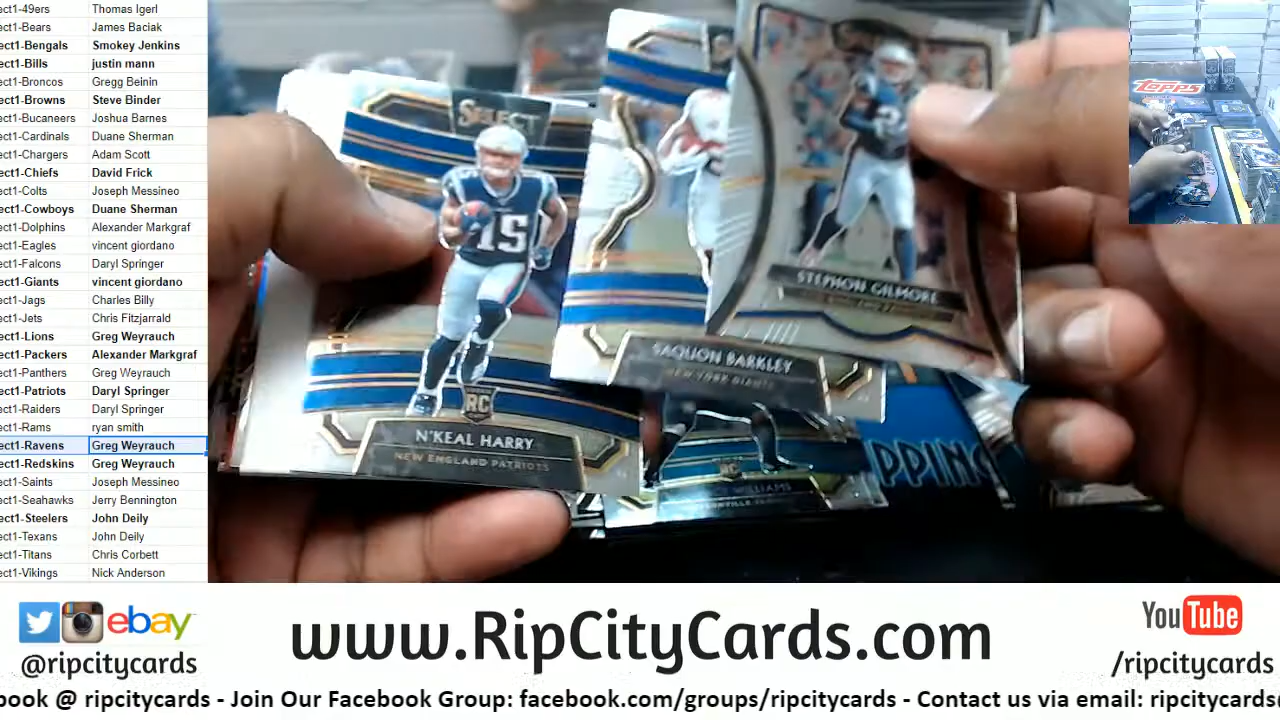 ect1-49ers Thomas Igerl
ect1-Bears James Baciak
ect1-Bengals Smokey Jenkins
ect1-Bills justin mann
ect1-Broncos Gregg Beinin
ect1-Browns Steve Binder
ect1-Bucaneers Joshua Barnes
ect1-Cardinals Duane Sherman
ect1-Chargers Adam Scott
ect1-Chiefs David Frick
ect1-Colts Joseph Messineo
ect1-Cowboys Duane Sherman
ect1-Dolphins Alexander Markgraf
ect1-Eagles vincent giordano
ect1-Falcons Daryl Springer
ect1-Giants vincent giordano
ect1-Jags Charles Billy
ect1-Jets Chris Fitzjarrald
ect1-Lions Greg Weyrauch
ect1-Packers Alexander Markgraf
ect1-Panthers Greg Weyrauch
ect1-Patriots Daryl Springer
ect1-Raiders Daryl Springer
ect1-Rams ryan smith
ect1-Ravens Greg Weyrauch
ect1-Redskins Greg Weyrauch
ect1-Saints Joseph Messineo
ect1-Seahawks Jerry Bennington
ect1-Steelers John Deily
ect1-Texans John Deily
ect1-Titans Chris Corbett
ect1-Vikings Nick Anderson
SELECT
15
RC
N'KEAL HARRY
NEW ENGLAND PATRIOTS
SAQUON BARKLEY
NEW YORK GIANTS
STEPHON GILMORE
RC
WILLIAMS
PPING
Topps
ebay
@ripcitycards
www.RipCityCards.com
YouTube
/ripcitycards
book @ ripcitycards - Join Our Facebook Group: facebook.com/groups/ripcitycards - Contact us via email: ripcitycards